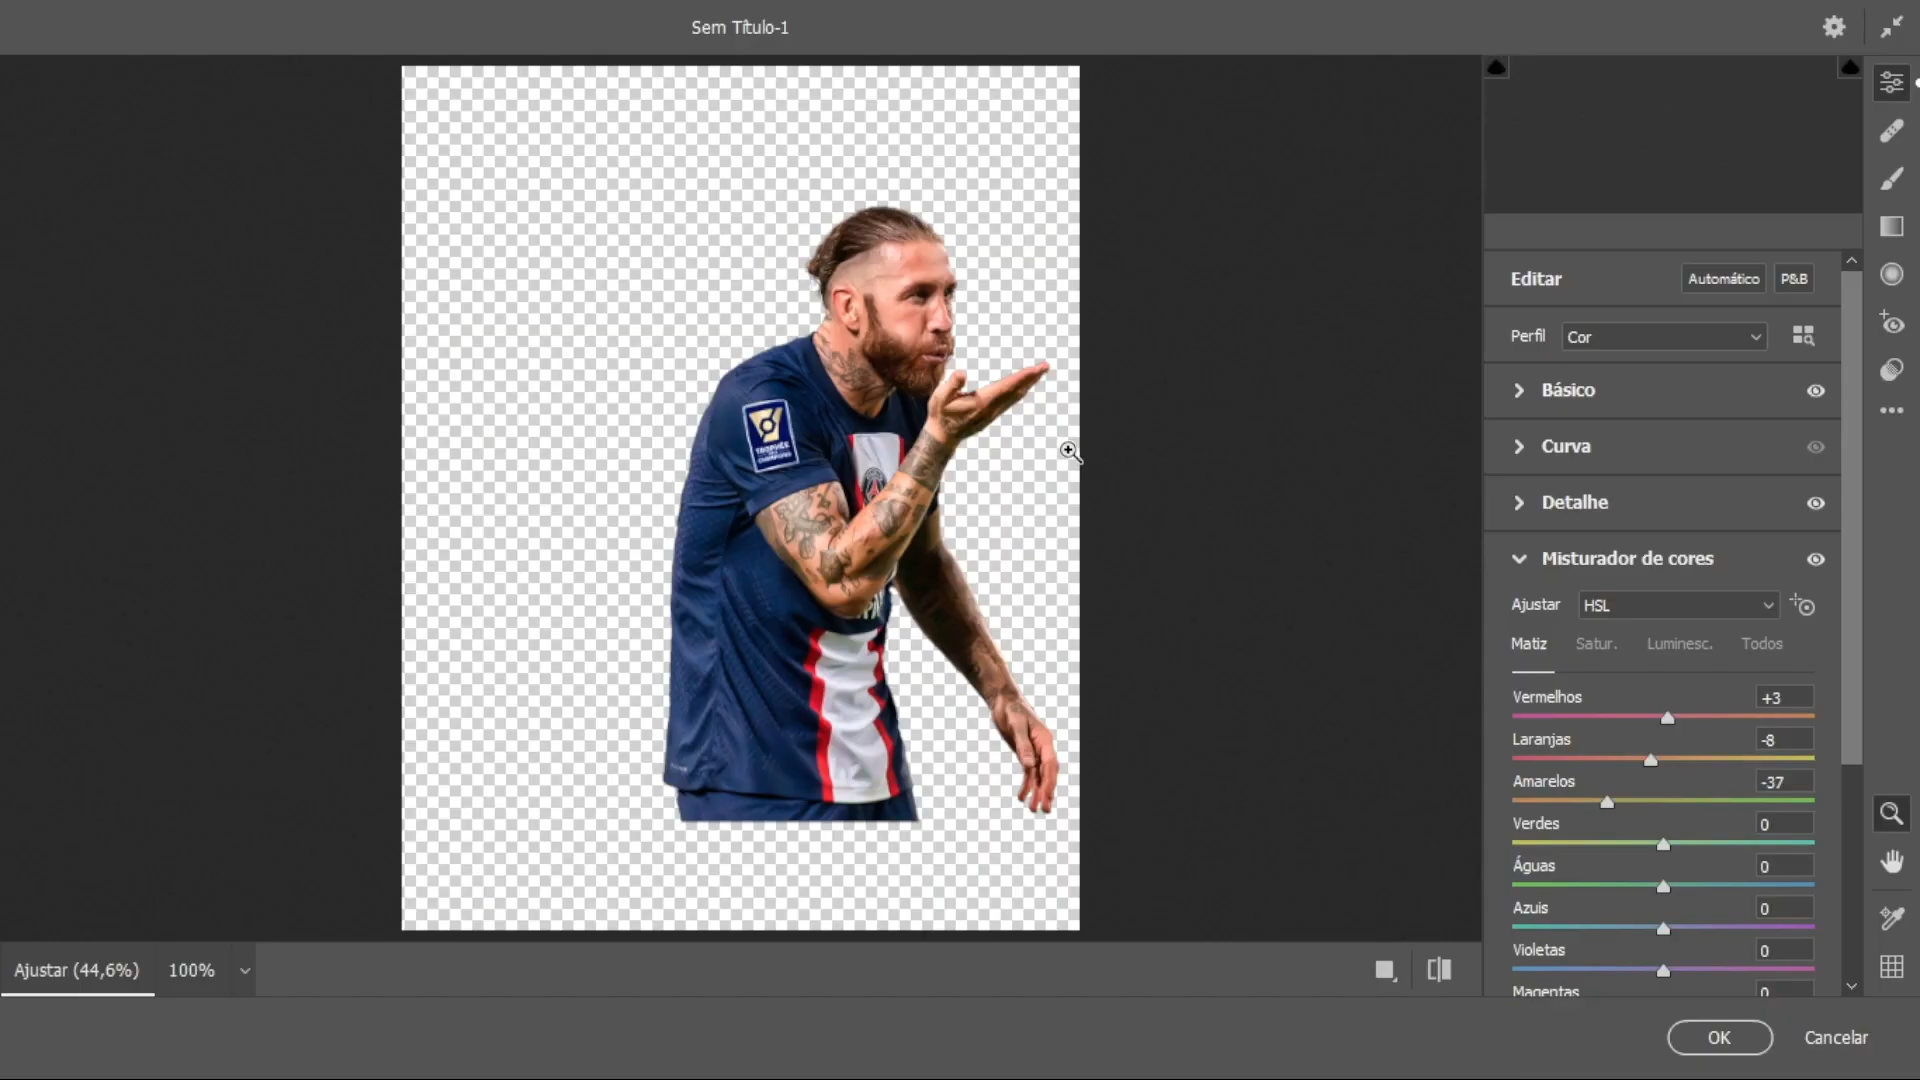 Sem Título-1
Editar
Automático
P&B
Perfil
Cor
Básico
Curva
Detalhe
Misturador de cores
Ajustar
HSL
Matiz
Satur.
Luminesc.
Todos
Vermelhos
+3
Laranjas
-8
Amarelos
-37
Verdes
0
Águas
0
Azuis
0
Violetas
0
Magentas
0
TROPHÉE
CHAMPIONS
Ajustar (44,6%)
100%
OK
Cancelar